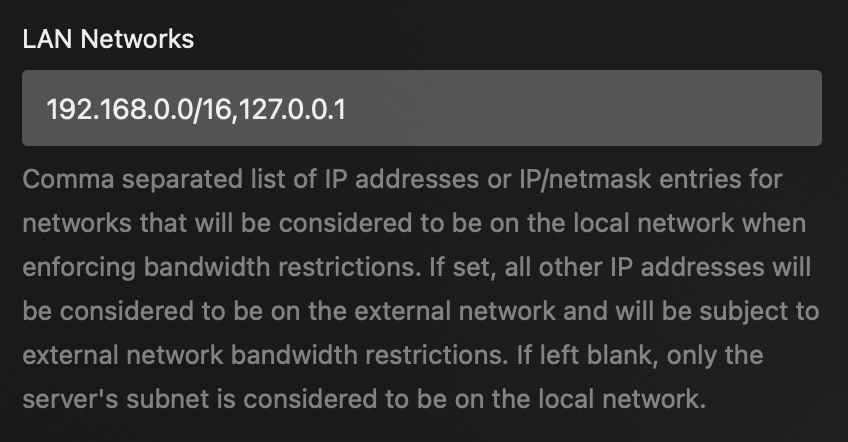 LAN Networks
192.168.0.0/16,127.0.0.1
Comma separated list of IP addresses or IP/netmask entries for
networks that will be considered to be on the local network when
enforcing bandwidth restrictions. If set, all other IP addresses will
be considered to be on the external network and will be subject to
external network bandwidth restrictions. If left blank, only the
server's subnet is considered to be on the local network.